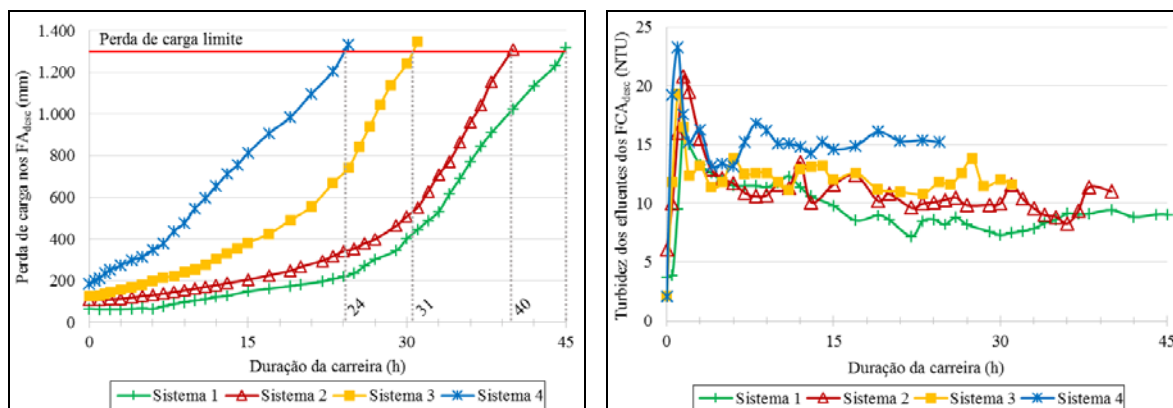 Perda de carga nos FAdesc (mm)
1.400
1.200
1.000
800
600
400
200
0
Perda de carga limite
24
31
40
0 15 30 45
Duração da carreira (h)
Sistema 1 Sistema 2 Sistema 3 Sistema 4
Turbidez dos efluentes dos FCAdesc (NTU)
25
20
15
10
5
0
0 15 30 45
Duração da carreira (h)
Sistema 1 Sistema 2 Sistema 3 Sistema 4